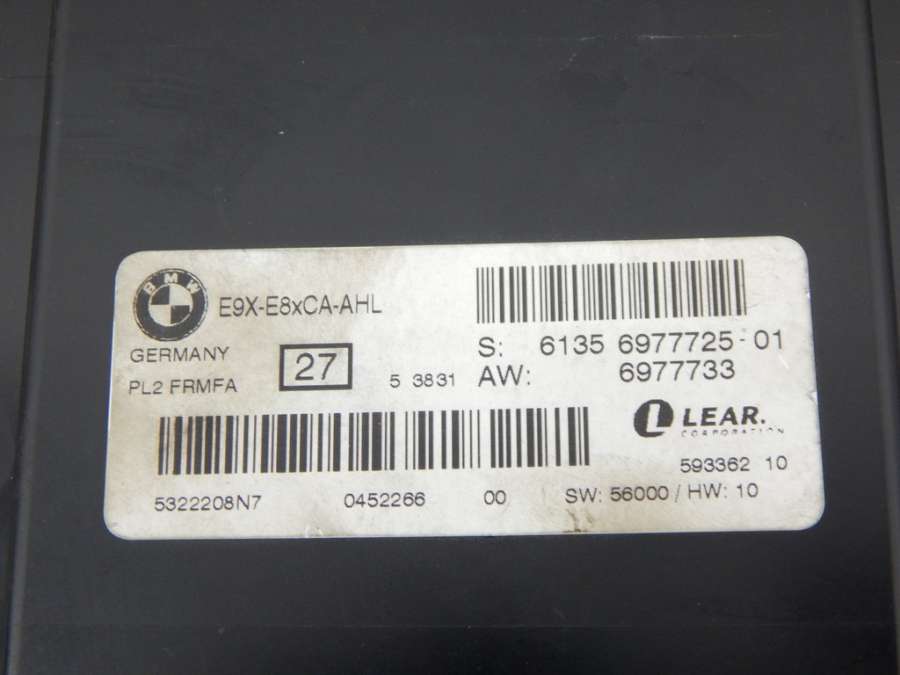 BMW
E9X-E8xCA-AHL
GERMANY
PL2 FRMFA
27
5 3831
S: 6135 6977725-01
AW: 6977733
LEAR.
CORPORATION
593362 10
5322208N7 0452266 00 SW: 56000 / HW: 10